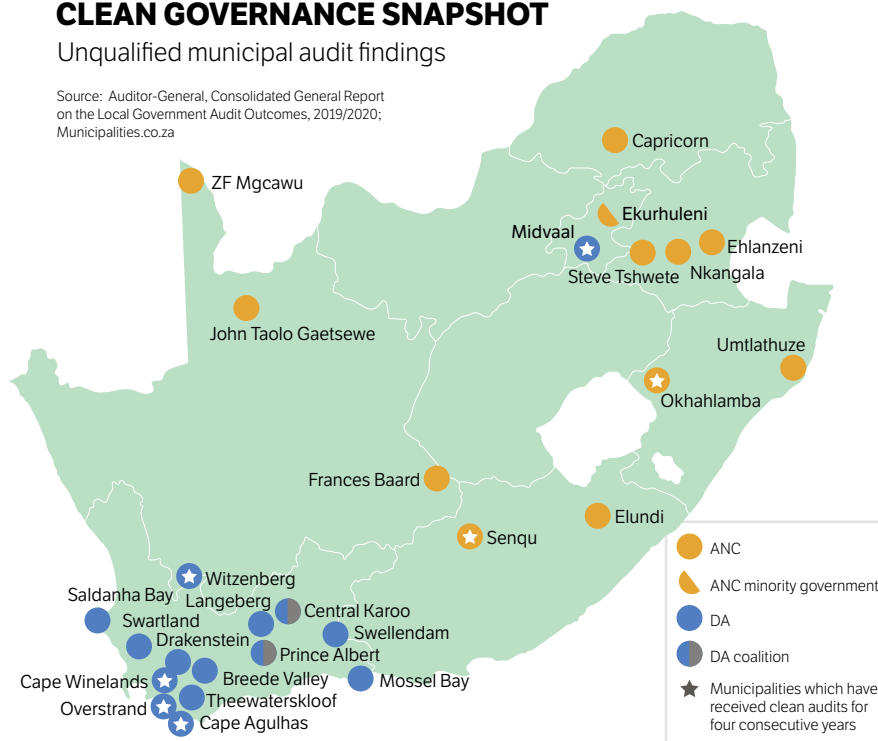 CLEAN GOVERNANCE SNAPSHOT
Unqualified municipal audit findings
Source: Auditor-General, Consolidated General Report
on the Local Government Audit Outcomes, 2019/2020;
Municipalities.co.za
Capricorn
ZF Mgcawu
Ekurhuleni
Midvaal
Ehlanzeni
Steve Tshwete
Nkangala
John Taolo Gaetsewe
Umtlathuze
Okhahlamba
Frances Baard
Elundi
Senqu
Witzenberg
Saldanha Bay
Langeberg
Central Karoo
Swartland
Swellendam
Drakenstein
Prince Albert
Breede Valley
Mossel Bay
Cape Winelands
Theewaterskloof
Overstrand
Cape Agulhas
ANC
ANC minority government
DA
DA coalition
Municipalities which have
received clean audits for
four consecutive years